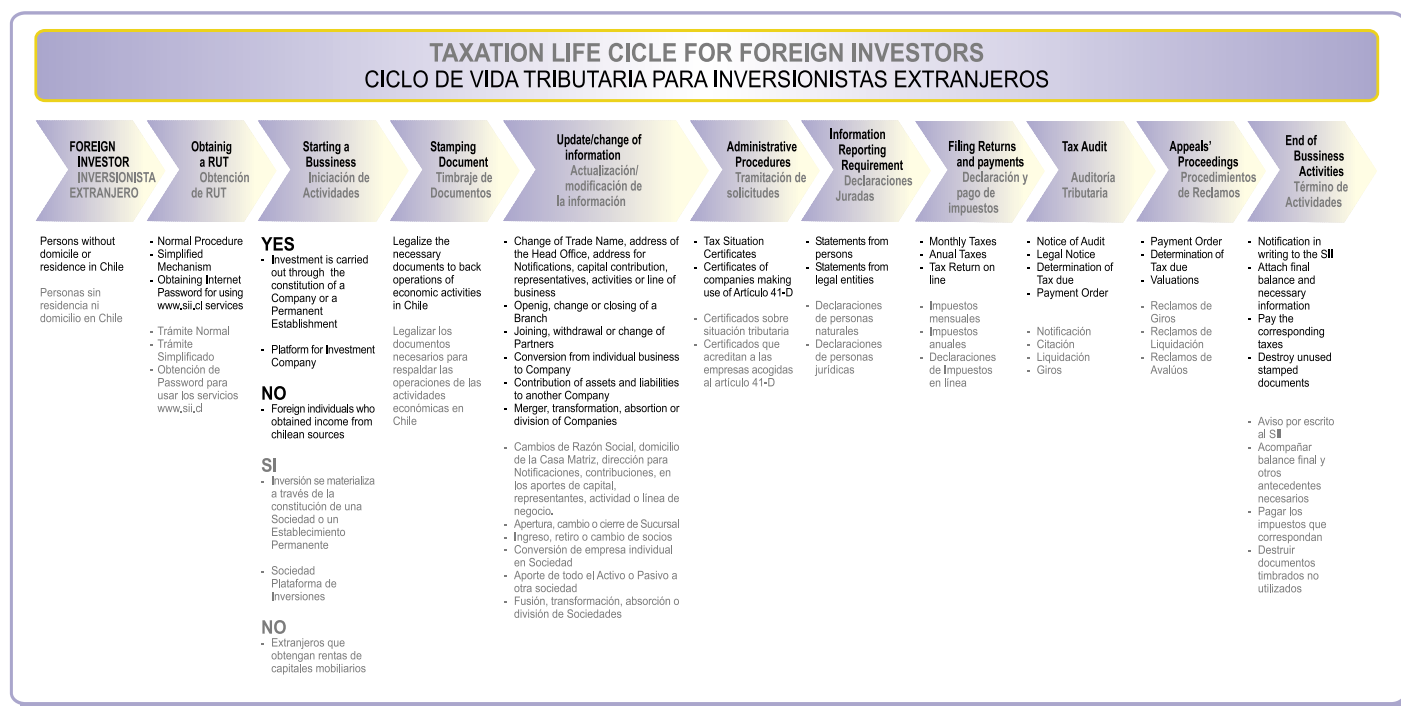 TAXATION LIFE CICLE FOR FOREIGN INVESTORS
CICLO DE VIDA TRIBUTARIA PARA INVERSIONISTAS EXTRANJEROS
FOREIGN
INVESTOR
INVERSIONISTA
EXTRANJERO
Persons without
domicile or
residence in Chile
Personas sin
residencia ni
domicilio en Chile
Obtainig
a RUT
Obtención
de RUT
- Normal Procedure
- Simplified
Mechanism
- Obtaining Internet
Password for using
www.sii.cl services
- Trámite Normal
- Trámite
Simplificado
- Obtención de
Password para
usar los servicios
www.sii.cl
Starting a
Bussiness
Iniciación de
Actividades
YES
- Investment is carried
out through the
constitution of a
Company or a
Permanent
Establishment
- Platform for Investment
Company
NO
- Foreign individuals who
obtained income from
chilean sources
SI
- Inversión se materializa
a través de la
constitución de una
Sociedad o un
Establecimiento
Permanente
- Sociedad
Plataforma de
Inversiones
NO
- Extranjeros que
obtengan rentas de
capitales mobiliarios
Stamping
Document
Timbraje de
Documentos
Legalize the
necessary
documents to back
operations of
economic activities
in Chile
Legalizar los
documentos
necesarios para
respaldar las
operaciones de las
actividades
económicas en
Chile
Update/change of
information
Actualización/
modificación de
la información
- Change of Trade Name, address of
the Head Office, address for
Notifications, capital contribution,
representatives, activities or line of
business
- Openig, change or closing of a
Branch
- Joining, withdrawal or change of
Partners
- Conversion from individual business
to Company
- Contribution of assets and liabilities
to another Company
- Merger, transformation, absortion or
division of Companies
- Cambios de Razón Social, domicilio
de la Casa Matriz, dirección para
Notificaciones, contribuciones, en
los aportes de capital,
representantes, actividad o línea de
negocio.
- Apertura, cambio o cierre de Sucursal
- Ingreso, retiro o cambio de socios
- Conversión de empresa individual
en Sociedad
- Aporte de todo el Activo o Pasivo a
otra sociedad
- Fusión, transformación, absorción o
división de Sociedades
Administrative
Procedures
Tramitación de
solicitudes
- Tax Situation
Certificates
- Certificates of
companies making
use of Artículo 41-D
- Certificados sobre
situación tributaria
- Certificados que
acreditan a las
empresas acogidas
al artículo 41-D
Information
Reporting
Requirement
Declaraciones
Juradas
- Statements from
persons
- Statements from
legal entities
- Declaraciones
de personas
naturales
- Declaraciones
de personas
jurídicas
Filing Returns
and payments
Declaración y
pago de
impuestos
- Monthly Taxes
- Anual Taxes
- Tax Return on
line
- Impuestos
mensuales
- Impuestos
anuales
- Declaraciones
de Impuestos
en línea
Tax Audit
Auditoría
Tributaria
- Notice of Audit
- Legal Notice
- Determination of
Tax due
- Payment Order
- Notificación
- Citación
- Liquidación
- Giros
Appeals'
Proceedings
Procedimientos
de Reclamos
- Payment Order
- Determination of
Tax due
- Valuations
- Reclamos de
Giros
- Reclamos de
Liquidación
- Reclamos de
Avalúos
End of
Bussiness
Activities
Término de
Actividades
- Notification in
writing to the SII
- Attach final
balance and
necessary
information
- Pay the
corresponding
taxes
- Destroy unused
stamped
documents
- Aviso por escrito
al SII
- Acompañar
balance final y
otros
antecedentes
necesarios
- Pagar los
impuestos que
correspondan
- Destruir
documentos
timbrados no
utilizados